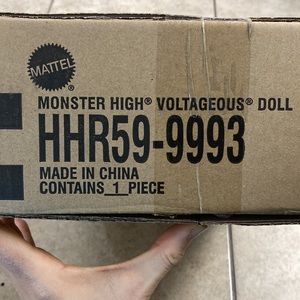 MATTEL®
MONSTER HIGH® VOLTAGEOUS® DOLL
HHR59-9993
MADE IN CHINA
CONTAINS 1 PIECE